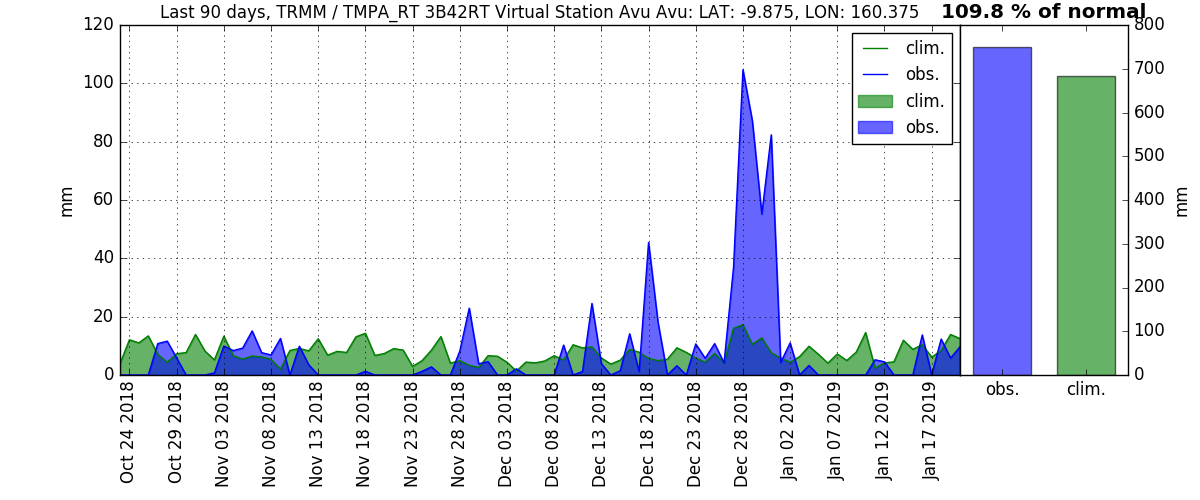 Last 90 days, TRMM / TMPA_RT 3B42RT Virtual Station Avu Avu: LAT: -9.875, LON: 160.375
109.8 % of normal
mm
120
100
80
60
40
20
0
clim.
obs.
clim.
obs.
800
700
600
500
400
300
200
100
0
mm
Oct 24 2018
Oct 29 2018
Nov 03 2018
Nov 08 2018
Nov 13 2018
Nov 18 2018
Nov 23 2018
Nov 28 2018
Dec 03 2018
Dec 08 2018
Dec 13 2018
Dec 18 2018
Dec 23 2018
Dec 28 2018
Jan 02 2019
Jan 07 2019
Jan 12 2019
Jan 17 2019
obs.
clim.